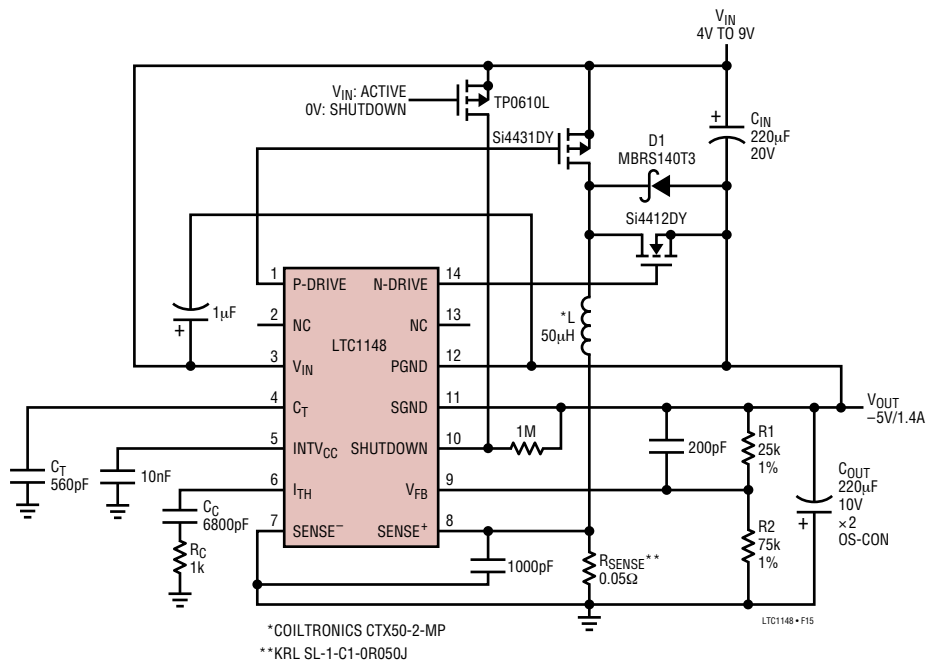 V_IN
4V TO 9V
V_IN: ACTIVE
0V: SHUTDOWN
TP0610L
Si4431DY
D1
MBRS140T3
+
C_IN
220µF
20V
Si4412DY
1µF
+
1
P-DRIVE
N-DRIVE
14
2
NC
NC
13
LTC1148
*L
50µH
3
V_IN
PGND
12
4
C_T
SGND
11
V_OUT
–5V/1.4A
5
INTV_CC
SHUTDOWN
10
1M
200pF
R1
25k
1%
C_T
560pF
10nF
6
I_TH
V_FB
9
C_OUT
220µF
10V
×2
OS-CON
+
C_C
6800pF
7
SENSE⁻
SENSE⁺
8
R2
75k
1%
R_C
1k
1000pF
R_SENSE**
0.05Ω
LTC1148 • F15
*COILTRONICS CTX50-2-MP
**KRL SL-1-C1-0R050J